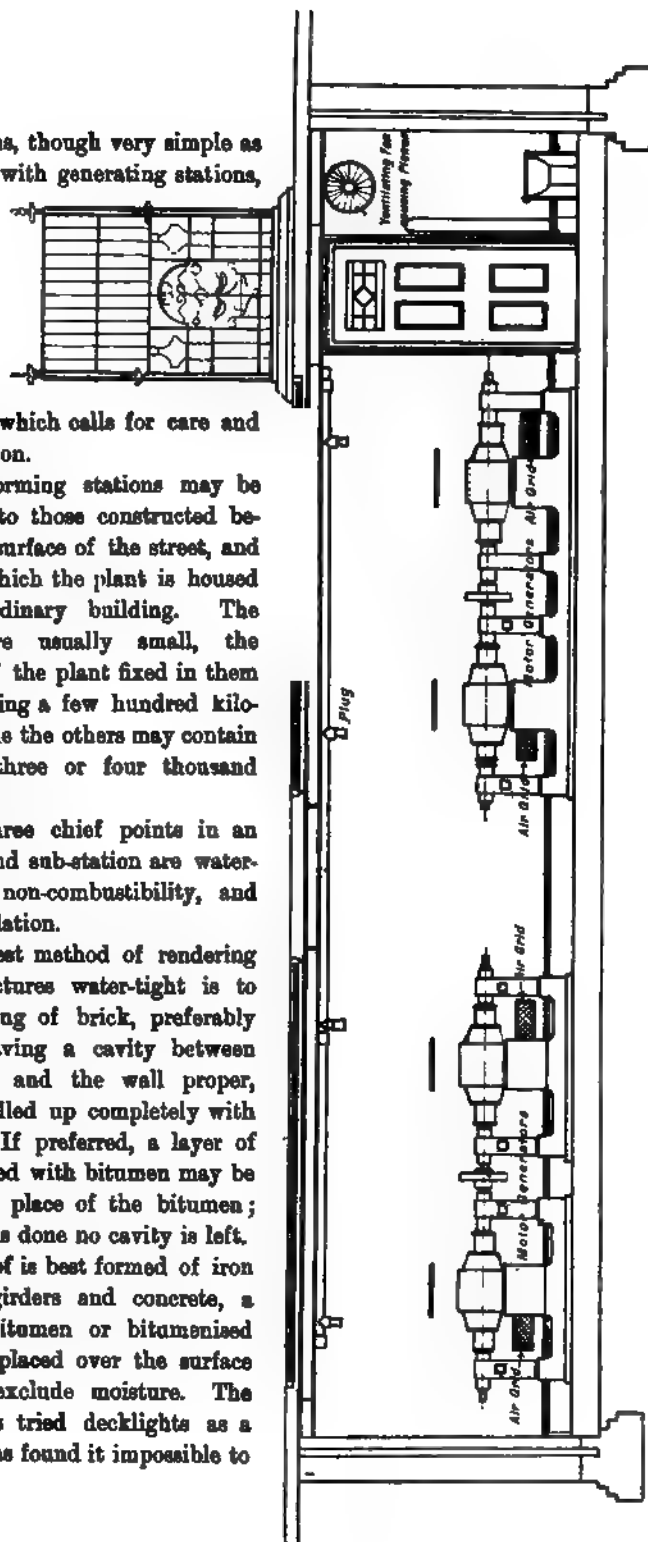 as, though very simple as
with generating stations,
which calls for care and
on.
orming stations may be
to those constructed be-
surface of the street, and
which the plant is housed
dinary building. The
re usually small, the
the plant fixed in them
ing a few hundred kilo-
the others may contain
three or four thousand
ree chief points in an
nd sub-station are water-
non-combustibility, and
lation.
est method of rendering
ctures water-tight is to
ng of brick, preferably
aving a cavity between
and the wall proper,
lled up completely with
If preferred, a layer of
ed with bitumen may be
place of the bitumen;
s done no cavity is left.
of is best formed of iron
girders and concrete, a
itumen or bitumenised
placed over the surface
exclude moisture. The
s tried decklights as a
as found it impossible to
Ventilating Fan
Plug
Air Grid
Motor Generators
Air Grid
Air Grid
Motor Generators
Air Grid